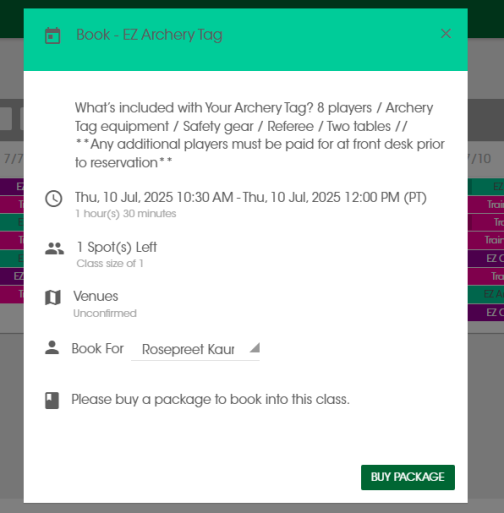 Book - EZ Archery Tag
What's included with Your Archery Tag? 8 players / Archery
Tag equipment / Safety gear / Referee / Two tables //
**Any additional players must be paid for at front desk prior
to reservation**
Thu, 10 Jul, 2025 10:30 AM - Thu, 10 Jul, 2025 12:00 PM (PT)
1 hour(s) 30 minutes
1 Spot(s) Left
Class size of 1
Venues
Unconfirmed
Book For Rosepreet Kaur
Please buy a package to book into this class.
BUY PACKAGE
7/7
7/10